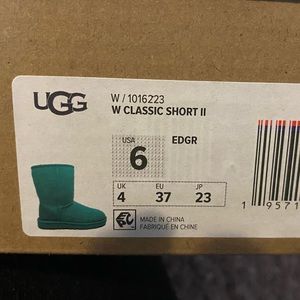 UGG
W / 1016223
W CLASSIC SHORT II
USA
6
EDGR
UK
4
EU
37
JP
23
MADE IN CHINA
FABRIQUÉ EN CHINE
1 9571